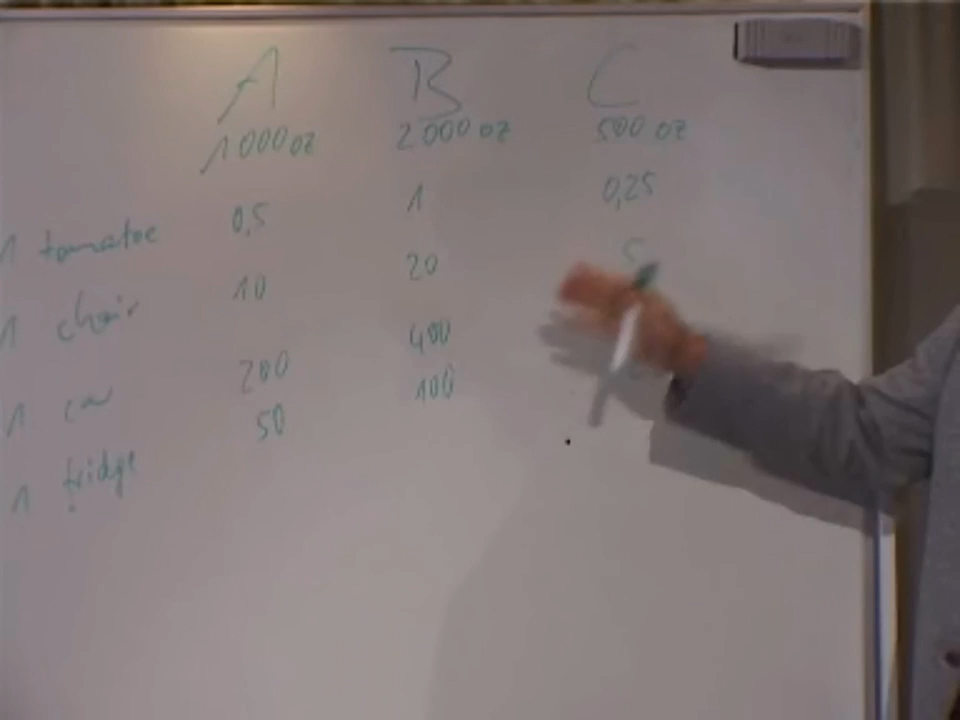 A B C
1000 oz 2000 oz 500 oz
1 tomatoe 0,5 1 0,25
1 chair 10 20 5
1 car 200 400
1 fridge 50 100